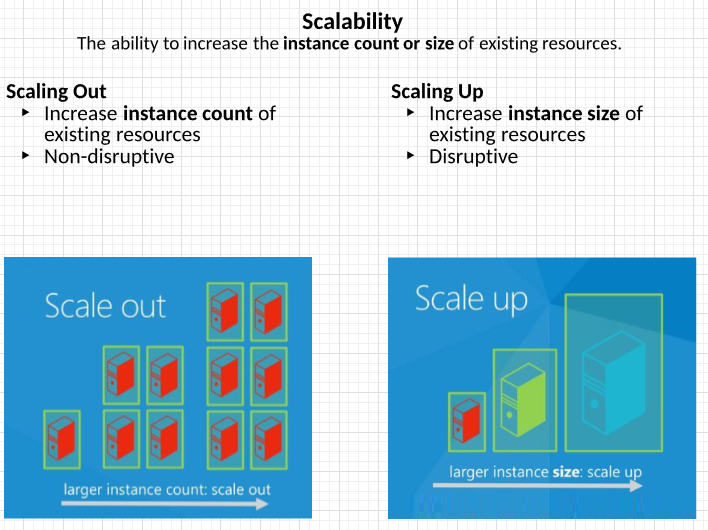 Scalability
The ability to increase the instance count or size of existing resources.
Scaling Out
‣ Increase instance count of
existing resources
‣ Non-disruptive
Scaling Up
‣ Increase instance size of
existing resources
‣ Disruptive
Scale out
larger instance count: scale out
Scale up
larger instance size: scale up